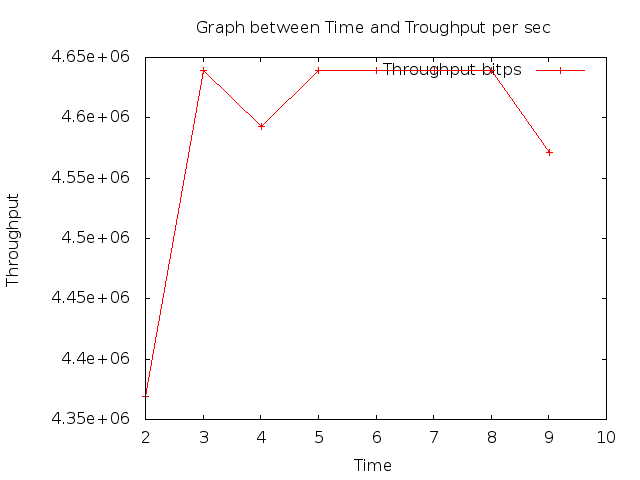 Graph between Time and Troughput per sec
4.65e+06
Throughput bitps
4.6e+06
4.55e+06
4.5e+06
4.45e+06
4.4e+06
4.35e+06
Throughput
2 3 4 5 6 7 8 9 10
Time